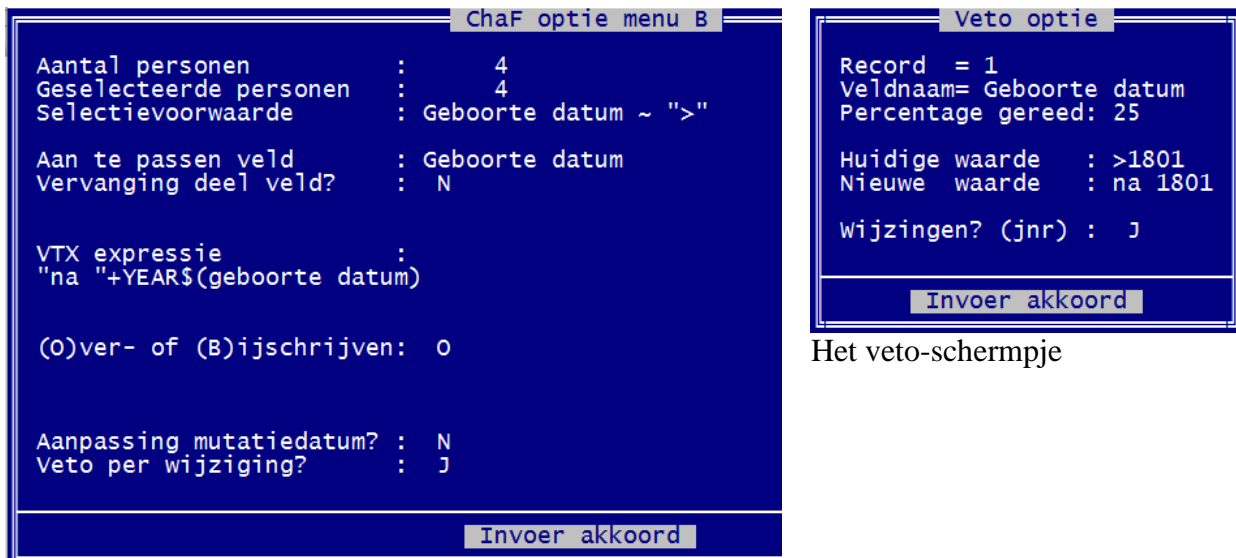 ChaF optie menu B
Aantal personen : 4
Geselecteerde personen : 4
Selectievoorwaarde : Geboorte datum ~ ">"
Aan te passen veld : Geboorte datum
Vervanging deel veld? : N
VTX expressie :
"na "+YEAR$(geboorte datum)
(O)ver- of (B)ijschrijven: O
Aanpassing mutatiedatum? : N
Veto per wijziging? : J
Invoer akkoord
Veto optie
Record = 1
Veldnaam= Geboorte datum
Percentage gereed: 25
Huidige waarde : >1801
Nieuwe waarde : na 1801
Wijzingen? (jnr) : J
Invoer akkoord
Het veto-schermpje